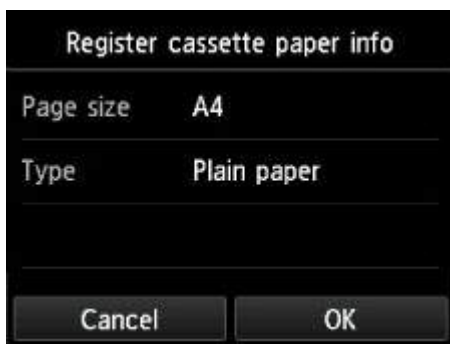 Register cassette paper info
Page size A4
Type Plain paper
Cancel OK